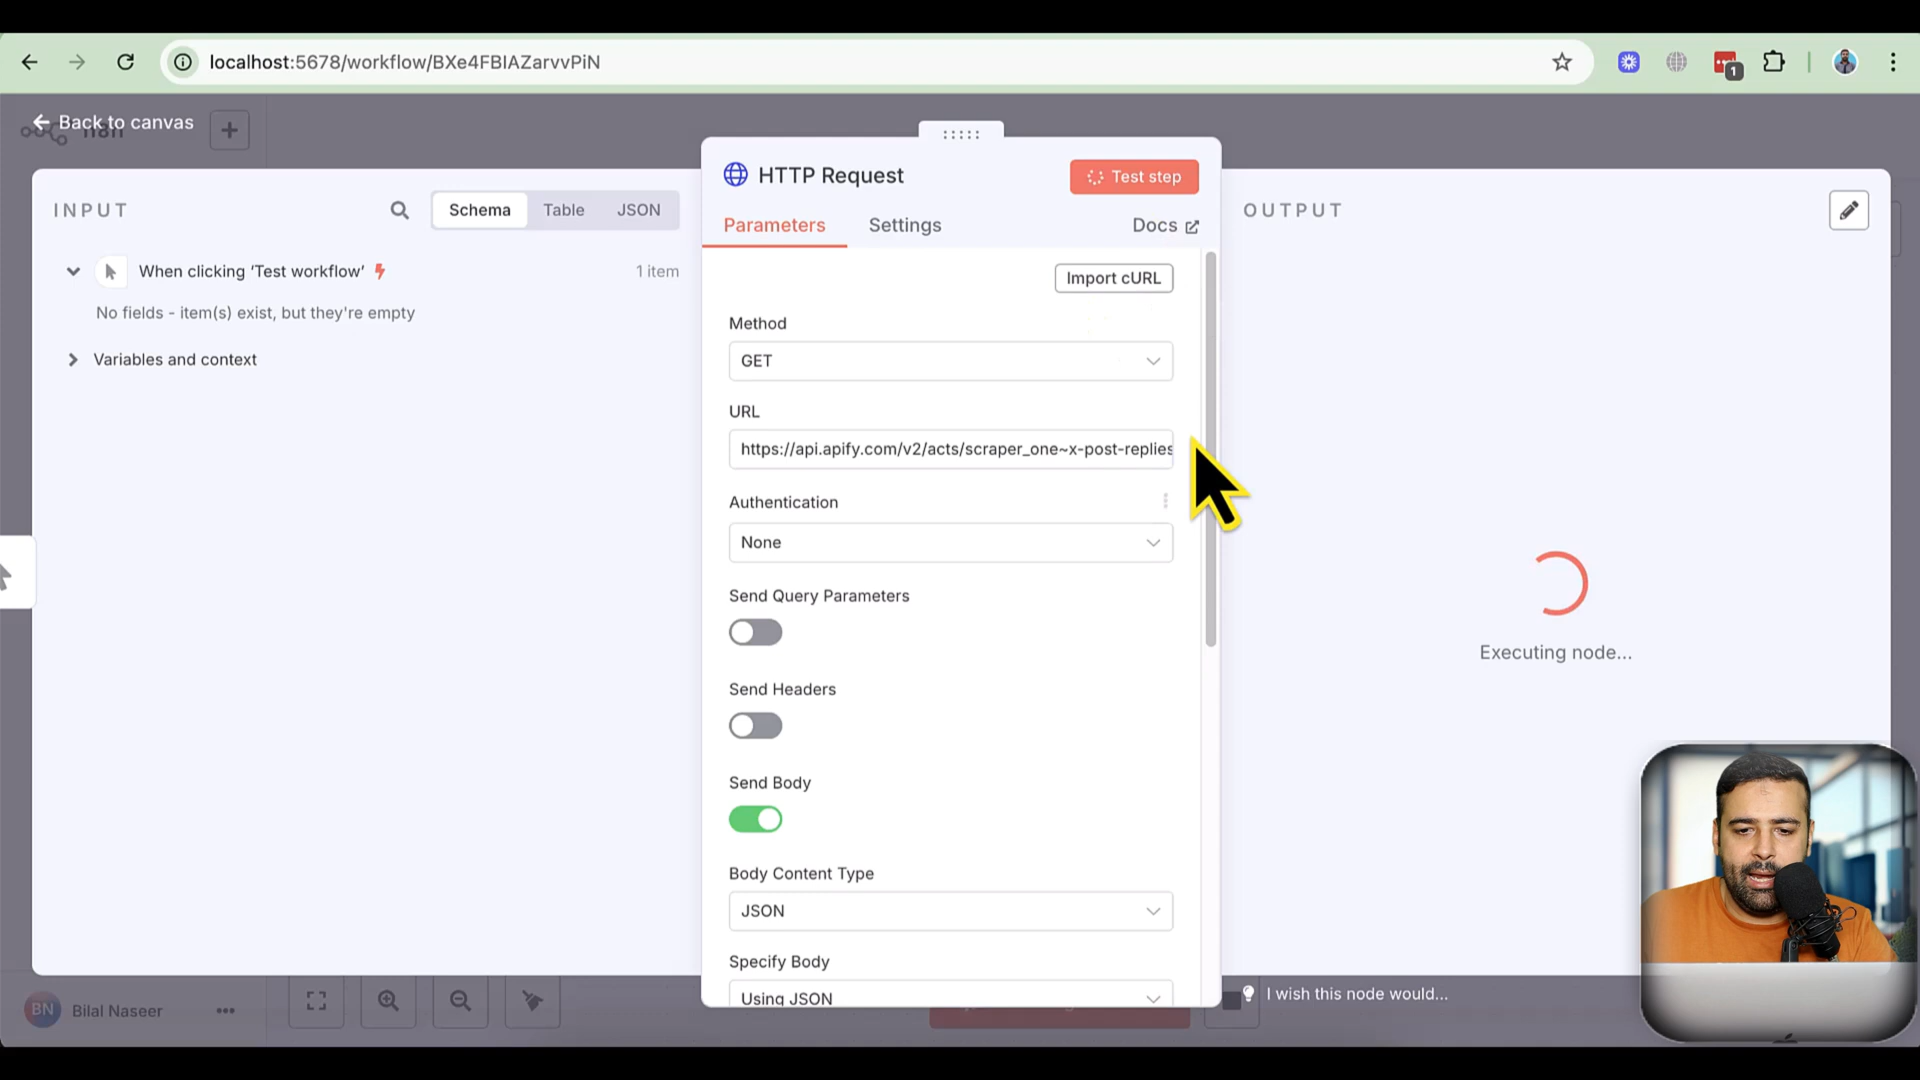 localhost:5678/workflow/BXe4FBIAZarvvPiN
1
Back to canvas
n8n
INPUT
Schema
Table
JSON
When clicking ‘Test workflow’
1 item
No fields - item(s) exist, but they're empty
Variables and context
HTTP Request
Test step
Parameters
Settings
Docs
Import cURL
Method
GET
URL
https://api.apify.com/v2/acts/scraper_one~x-post-replies
Authentication
None
Send Query Parameters
Send Headers
Send Body
Body Content Type
JSON
Specify Body
Using JSON
OUTPUT
Executing node...
BN
Bilal Naseer
I wish this node would...